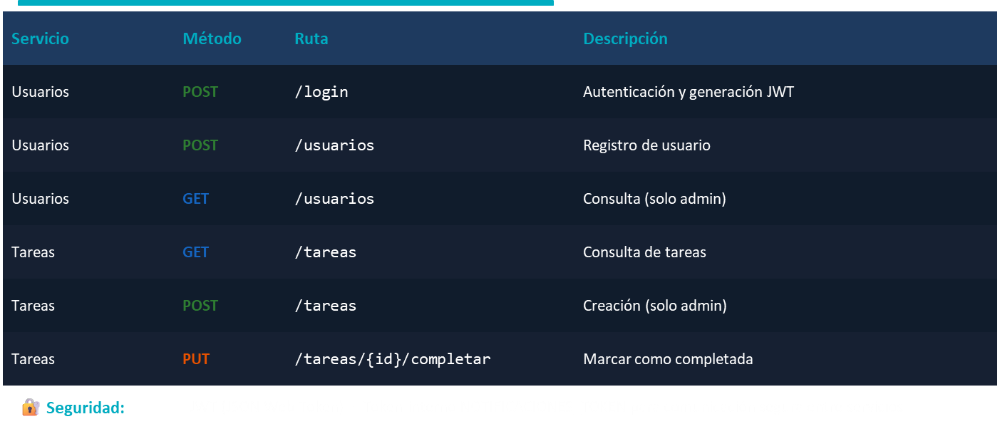 Servicio Método Ruta Descripción
Usuarios POST /login Autenticación y generación JWT
Usuarios POST /usuarios Registro de usuario
Usuarios GET /usuarios Consulta (solo admin)
Tareas GET /tareas Consulta de tareas
Tareas POST /tareas Creación (solo admin)
Tareas PUT /tareas/{id}/completar Marcar como completada
🔐 Seguridad: